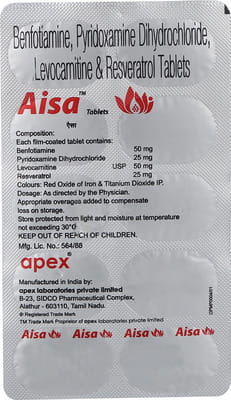 Benfotiamine, Pyridoxamine Dihydrochloride,
Levocarnitine & Resveratrol Tablets
Aisa™ Tablets
ऐसा
Composition:
Each film-coated tablet contains:
Benfotiamine 50 mg
Pyridoxamine Dihydrochloride 25 mg
Levocarnitine USP 50 mg
Resveratrol 25 mg
Colours: Red Oxide of Iron & Titanium Dioxide IP.
Dosage: As directed by the Physician.
Appropriate overages added to compensate
loss on storage.
Store protected from light and moisture at temperature
not exceeding 30°C
KEEP OUT OF REACH OF CHILDREN.
Mfg. Lic. No.: 564/88
apex®
Manufactured in India by:
apex laboratories private limited
B-23, SIDCO Pharmaceutical Complex,
Alathur - 603110, Tamil Nadu.
® Registered Trade Mark
TM Trade Mark Proprietor of apex laboratories private limited
Aisa Aisa Aisa Aisa